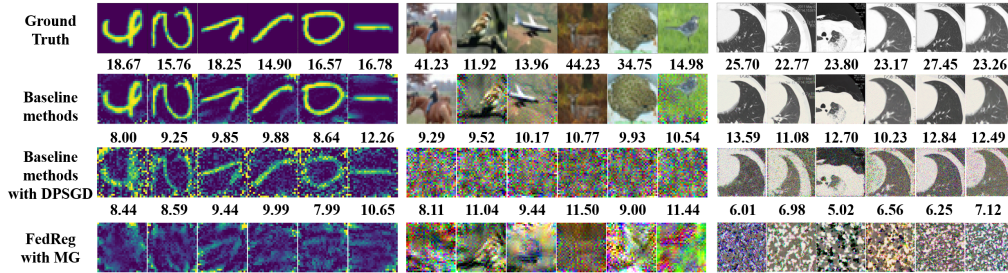 Ground
Truth
18.67 15.76 18.25 14.90 16.57 16.78 41.23 11.92 13.96 44.23 34.75 14.98 25.70 22.77 23.80 23.17 27.45 23.26
Baseline
methods
8.00 9.25 9.85 9.88 8.64 12.26 9.29 9.52 10.17 10.77 9.93 10.54 13.59 11.08 12.70 10.23 12.84 12.49
Baseline
methods
with DPSGD
8.44 8.59 9.44 9.99 7.99 10.65 8.11 11.04 9.44 11.50 9.00 11.44 6.01 6.98 5.02 6.56 6.25 7.12
FedReg
with MG